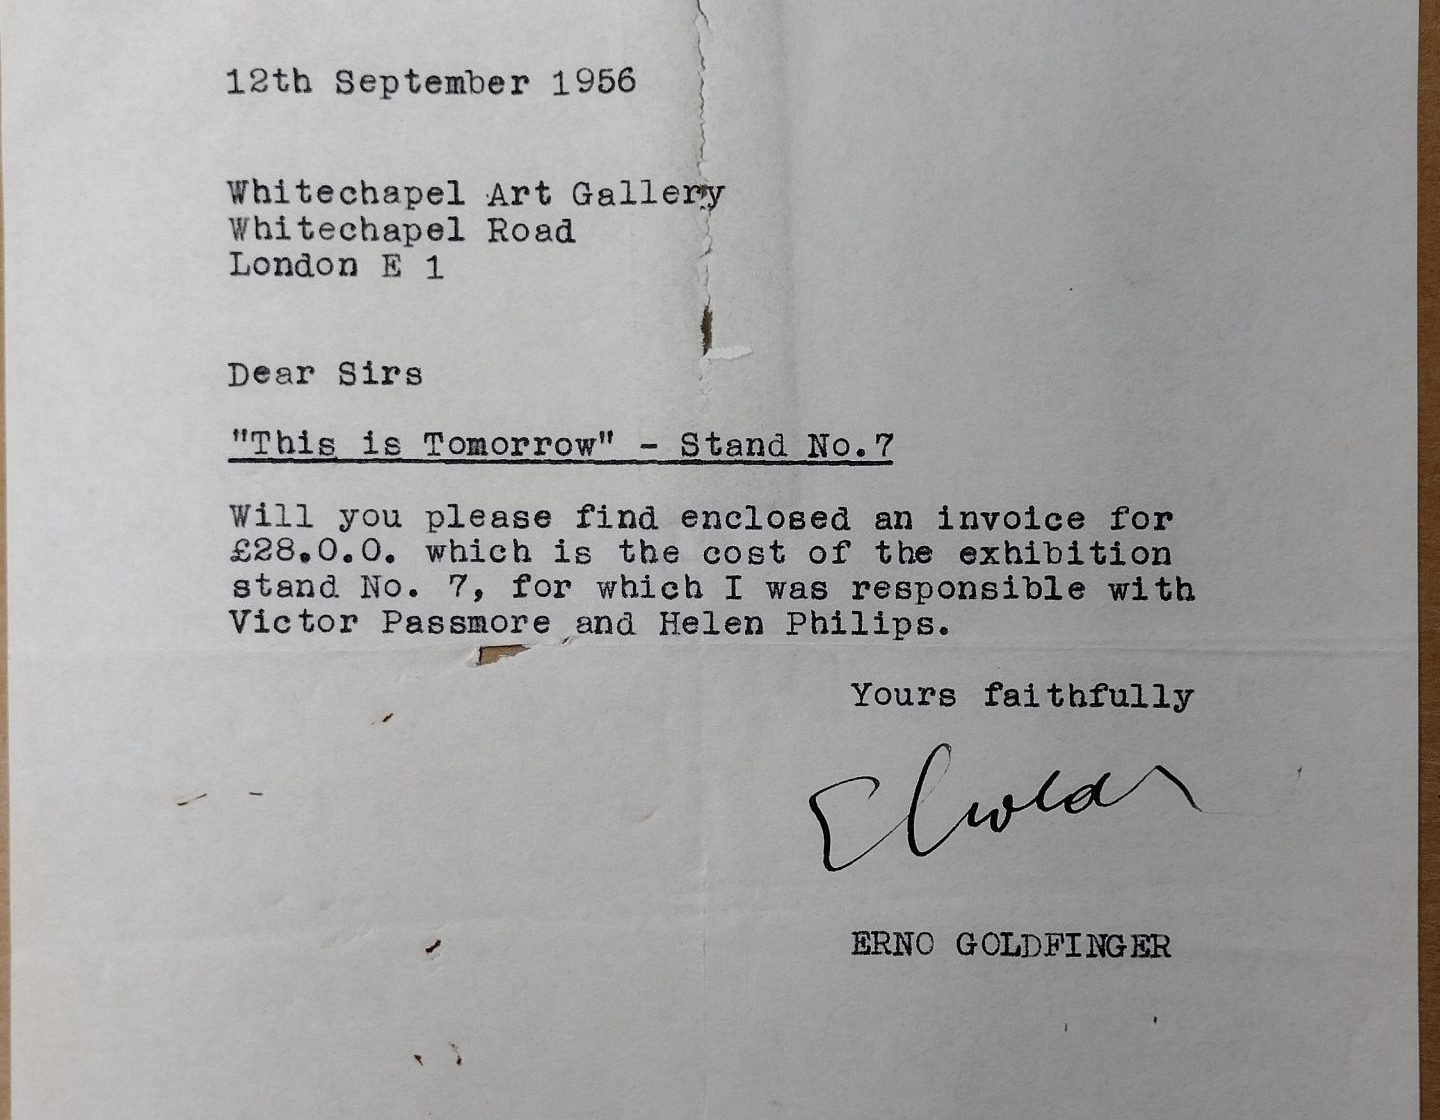 12th September 1956
Whitechapel Art Gallery
Whitechapel Road
London E 1
Dear Sirs
"This is Tomorrow" - Stand No.7
Will you please find enclosed an invoice for
£28.0.0. which is the cost of the exhibition
stand No. 7, for which I was responsible with
Victor Passmore and Helen Philips.
Yours faithfully
ERNO GOLDFINGER